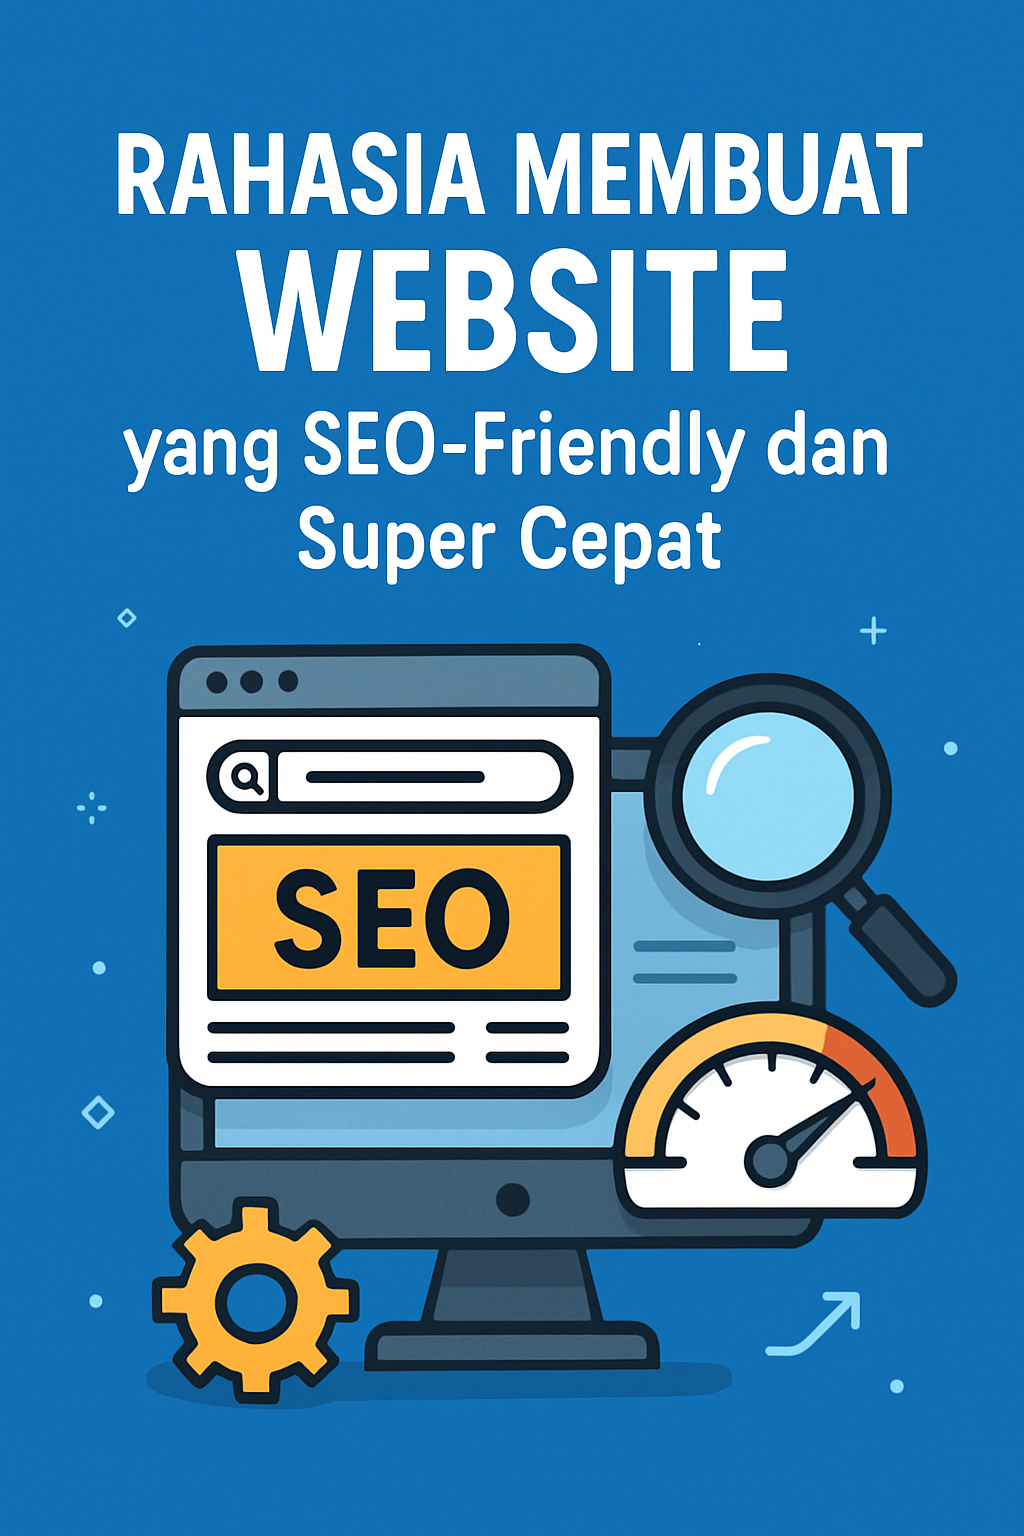 RAHASIA MEMBUAT
WEBSITE
yang SEO-Friendly dan
Super Cepat
SEO